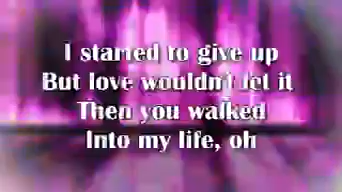 I started to give up
But love wouldn't let it
Then you walked
Into my life, oh